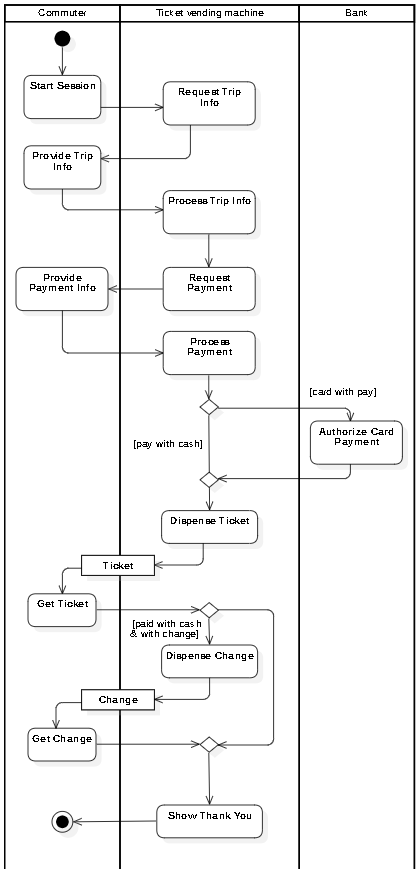 Commuter
Ticket vending machine
Bank
Start Session
Request Trip
Info
Provide Trip
Info
Process Trip Info
Provide
Payment Info
Request
Payment
Process
Payment
[card with pay]
[pay with cash]
Authorize Card
Payment
Dispense Ticket
Ticket
Get Ticket
[paid with cash
& with change]
Dispense Change
Change
Get Change
Show Thank You